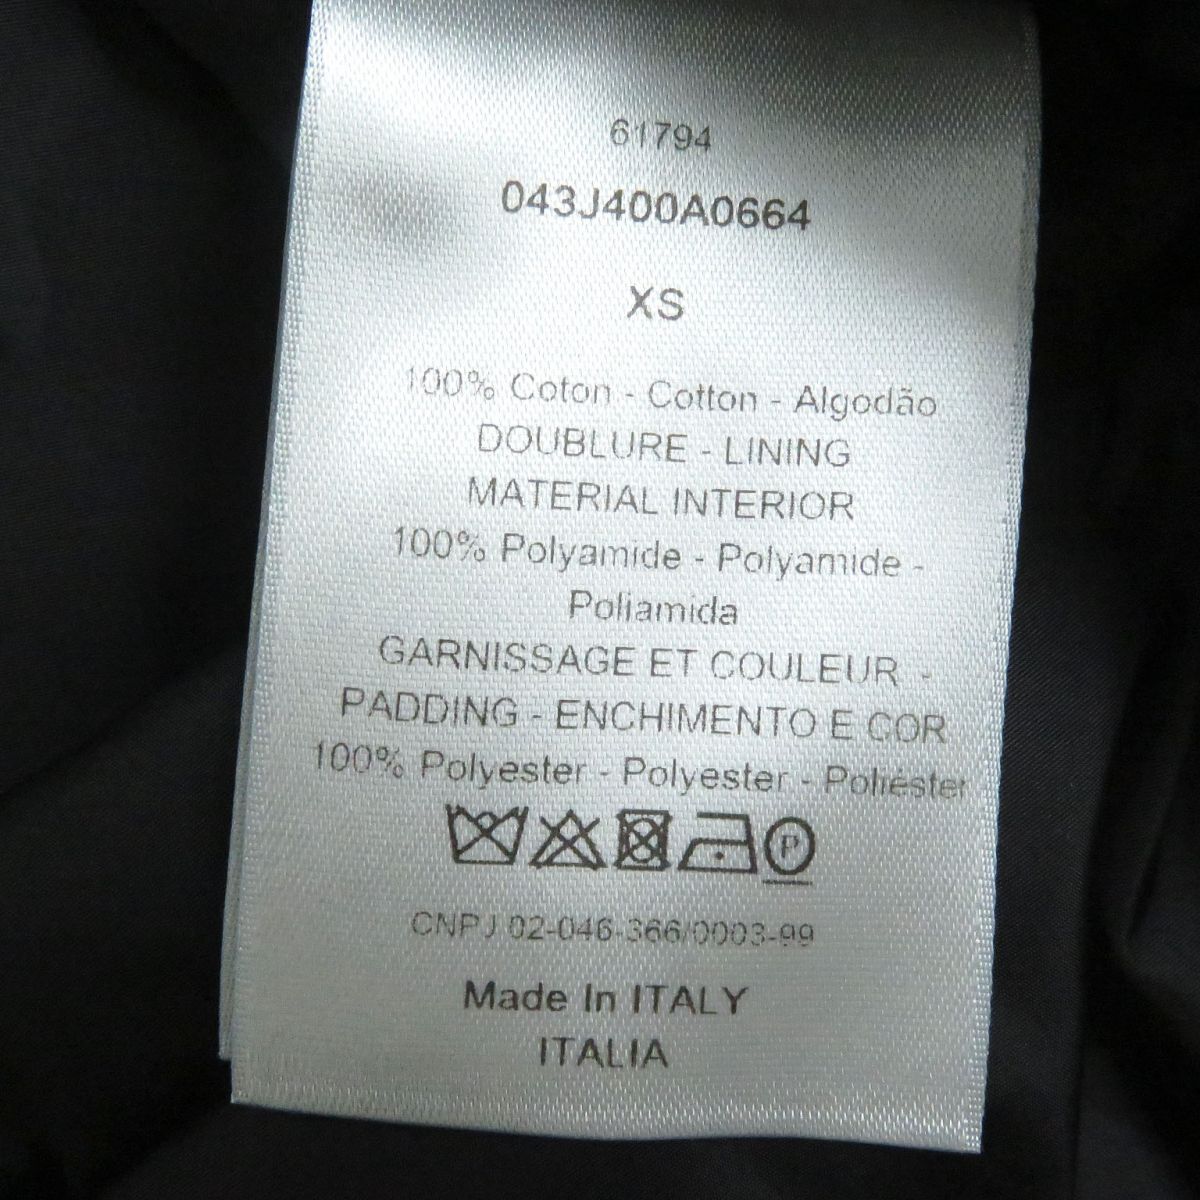 61794
043J400A0664
XS
100% Coton - Cotton - Algodão
DOUBLURE - LINING
MATERIAL INTERIOR
100% Polyamide - Polyamide -
Poliamida
GARNISSAGE ET COULEUR -
PADDING - ENCHIMENTO E COR
100% Polyester - Polyester - Poliéster
P
CNPJ 02-046-366/0003-99
Made In ITALY
ITALIA